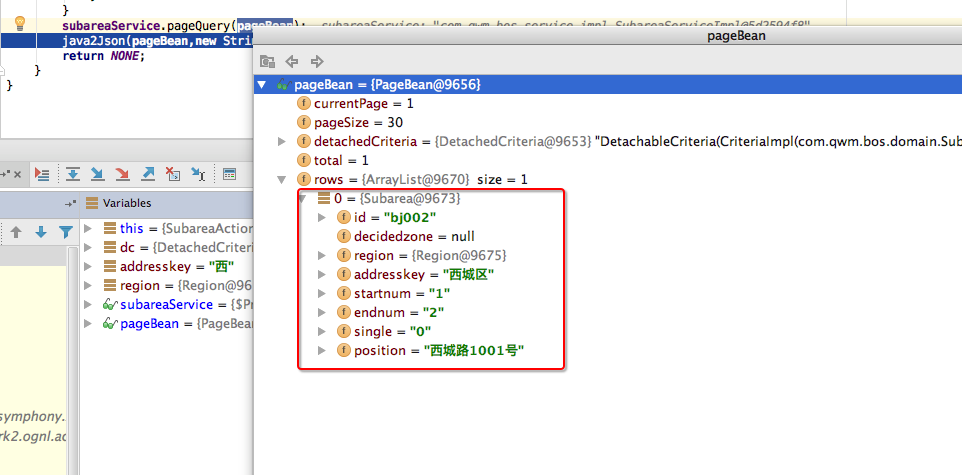 }
subareaService.pageQuery(pageBean); subareaService: "com.qwm.bos.service.impl.SubareaServiceImpl@5d2594f8"
java2Json(pageBean,new Strin
return NONE;
}
}
pageBean
pageBean = {PageBean@9656}
currentPage = 1
pageSize = 30
detachedCriteria = {DetachedCriteria@9653} "DetachableCriteria(CriteriaImpl(com.qwm.bos.domain.Sub
total = 1
rows = {ArrayList@9670} size = 1
0 = {Subarea@9673}
id = "bj002"
decidedzone = null
region = {Region@9675}
addresskey = "西城区"
startnum = "1"
endnum = "2"
single = "0"
position = "西城路1001号"
Variables
this = {SubareaAction
dc = {DetachedCriteri
addresskey = "西"
region = {Region@96
subareaService = {$Pr
pageBean = {PageBean
symphony.
rk2.ognl.ac